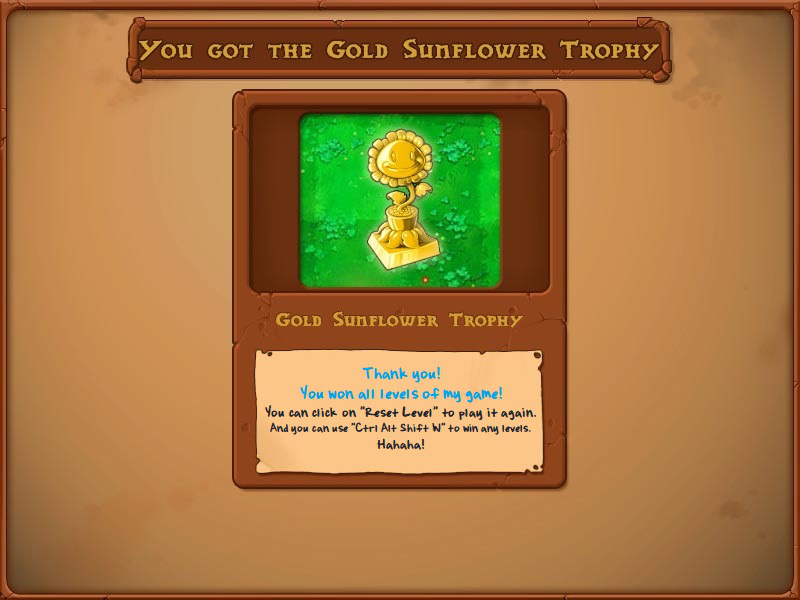 You got the Gold Sunflower Trophy
Gold Sunflower Trophy
Thank you!
You won all levels of my game!
You can click on "Reset Level" to play it again.
And you can use "Ctrl Alt Shift W" to win any levels.
Hahaha!